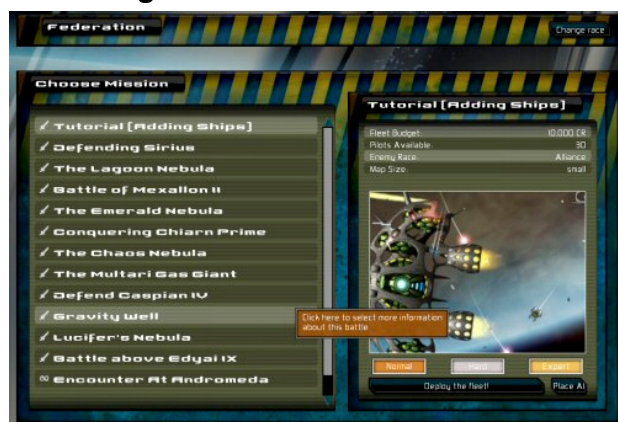 Federation
Change race
Choose Mission
Tutorial [Adding Ships]
Defending Sirius
The Lagoon Nebula
Battle of Mexallon II
The Emerald Nebula
Conquering Chiarn Prime
The Chaos Nebula
The Multari Gas Giant
Defend Caspian IV
Gravity Well
Lucifer's Nebula
Battle above Edyai IX
∞ Encounter At Andromeda
Click here to select more information
about this battle
Tutorial [Adding Ships]
Fleet Budget: 10,000 CR
Pilots Available: 30
Enemy Race: Alliance
Map Size: small
Normal Hard Expert
Deploy the fleet! Place AI